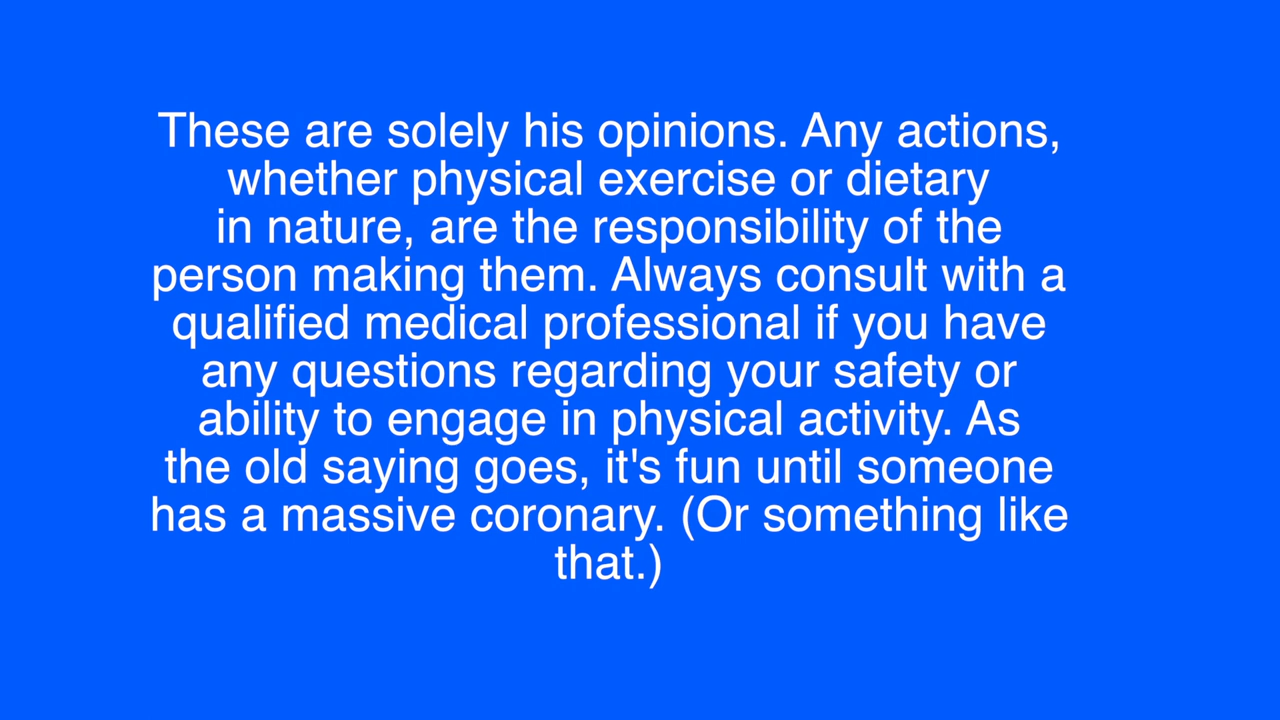 These are solely his opinions. Any actions,
whether physical exercise or dietary
in nature, are the responsibility of the
person making them. Always consult with a
qualified medical professional if you have
any questions regarding your safety or
ability to engage in physical activity. As
the old saying goes, it's fun until someone
has a massive coronary. (Or something like
that.)